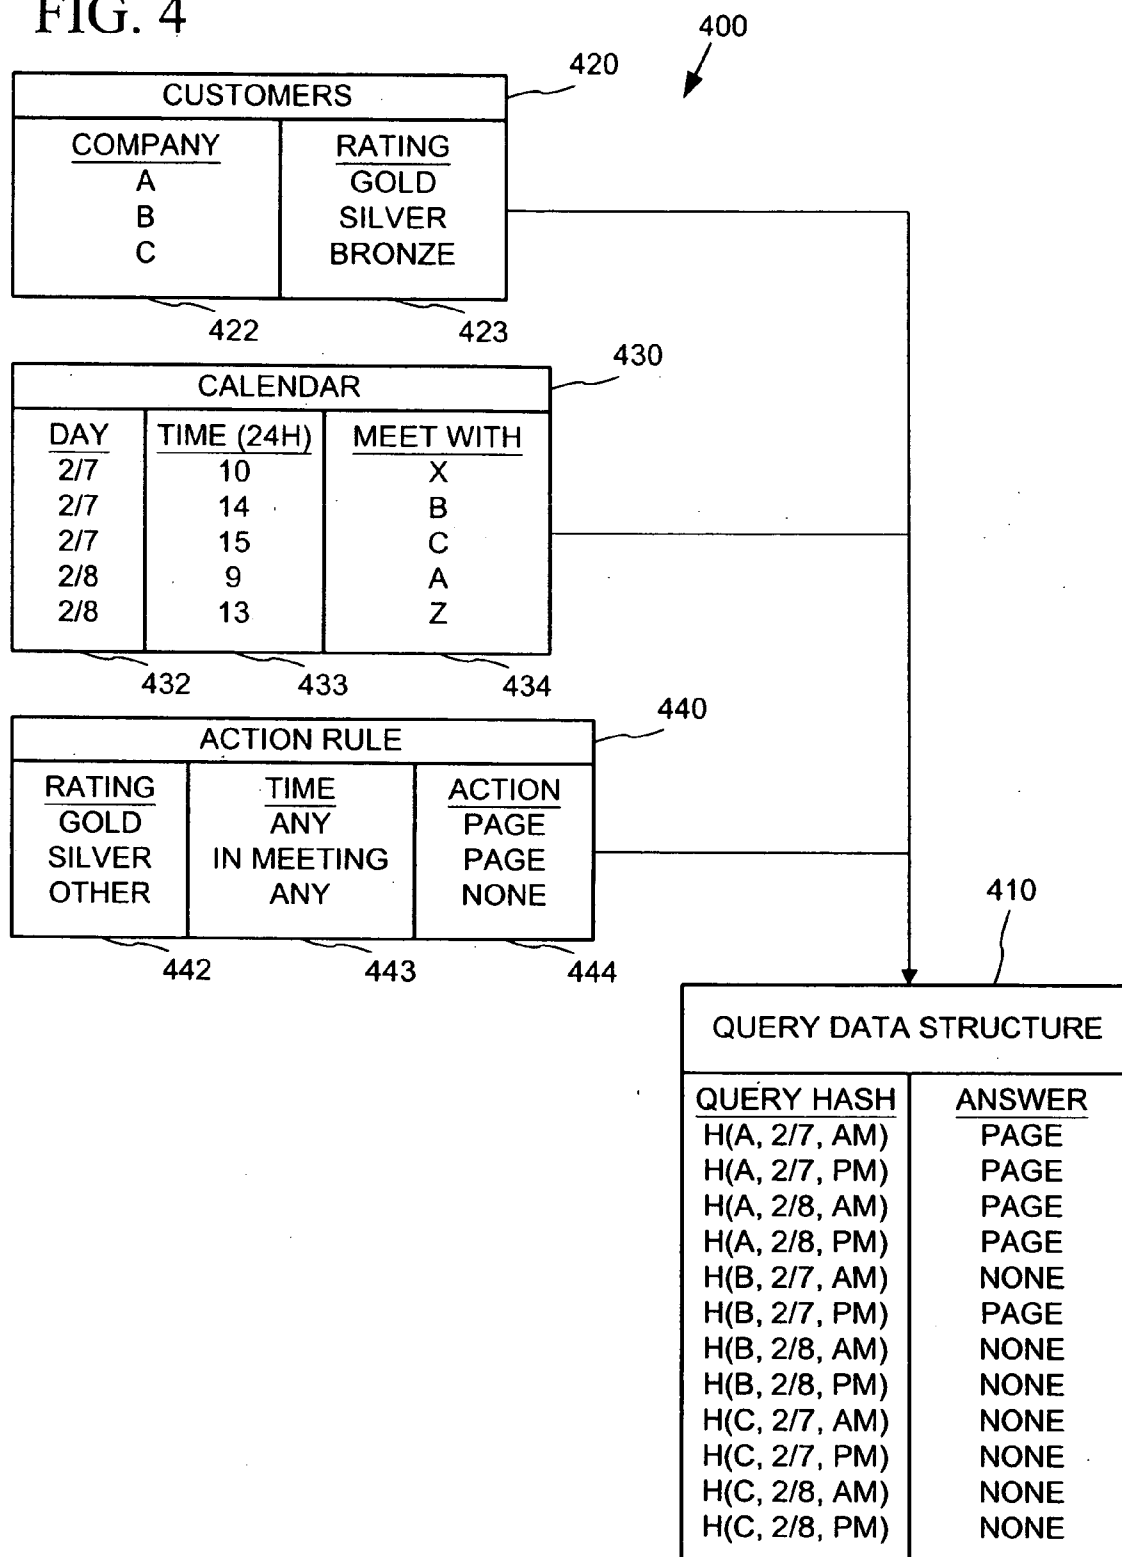 FIG. 4
400
420
CUSTOMERS
COMPANY RATING
A GOLD
B SILVER
C BRONZE
422 423
430
CALENDAR
DAY TIME (24H) MEET WITH
2/7 10 X
2/7 14 B
2/7 15 C
2/8 9 A
2/8 13 Z
432 433 434
440
ACTION RULE
RATING TIME ACTION
GOLD ANY PAGE
SILVER IN MEETING PAGE
OTHER ANY NONE
442 443 444
410
QUERY DATA STRUCTURE
QUERY HASH ANSWER
H(A, 2/7, AM) PAGE
H(A, 2/7, PM) PAGE
H(A, 2/8, AM) PAGE
H(A, 2/8, PM) PAGE
H(B, 2/7, AM) NONE
H(B, 2/7, PM) PAGE
H(B, 2/8, AM) NONE
H(B, 2/8, PM) NONE
H(C, 2/7, AM) NONE
H(C, 2/7, PM) NONE
H(C, 2/8, AM) NONE
H(C, 2/8, PM) NONE